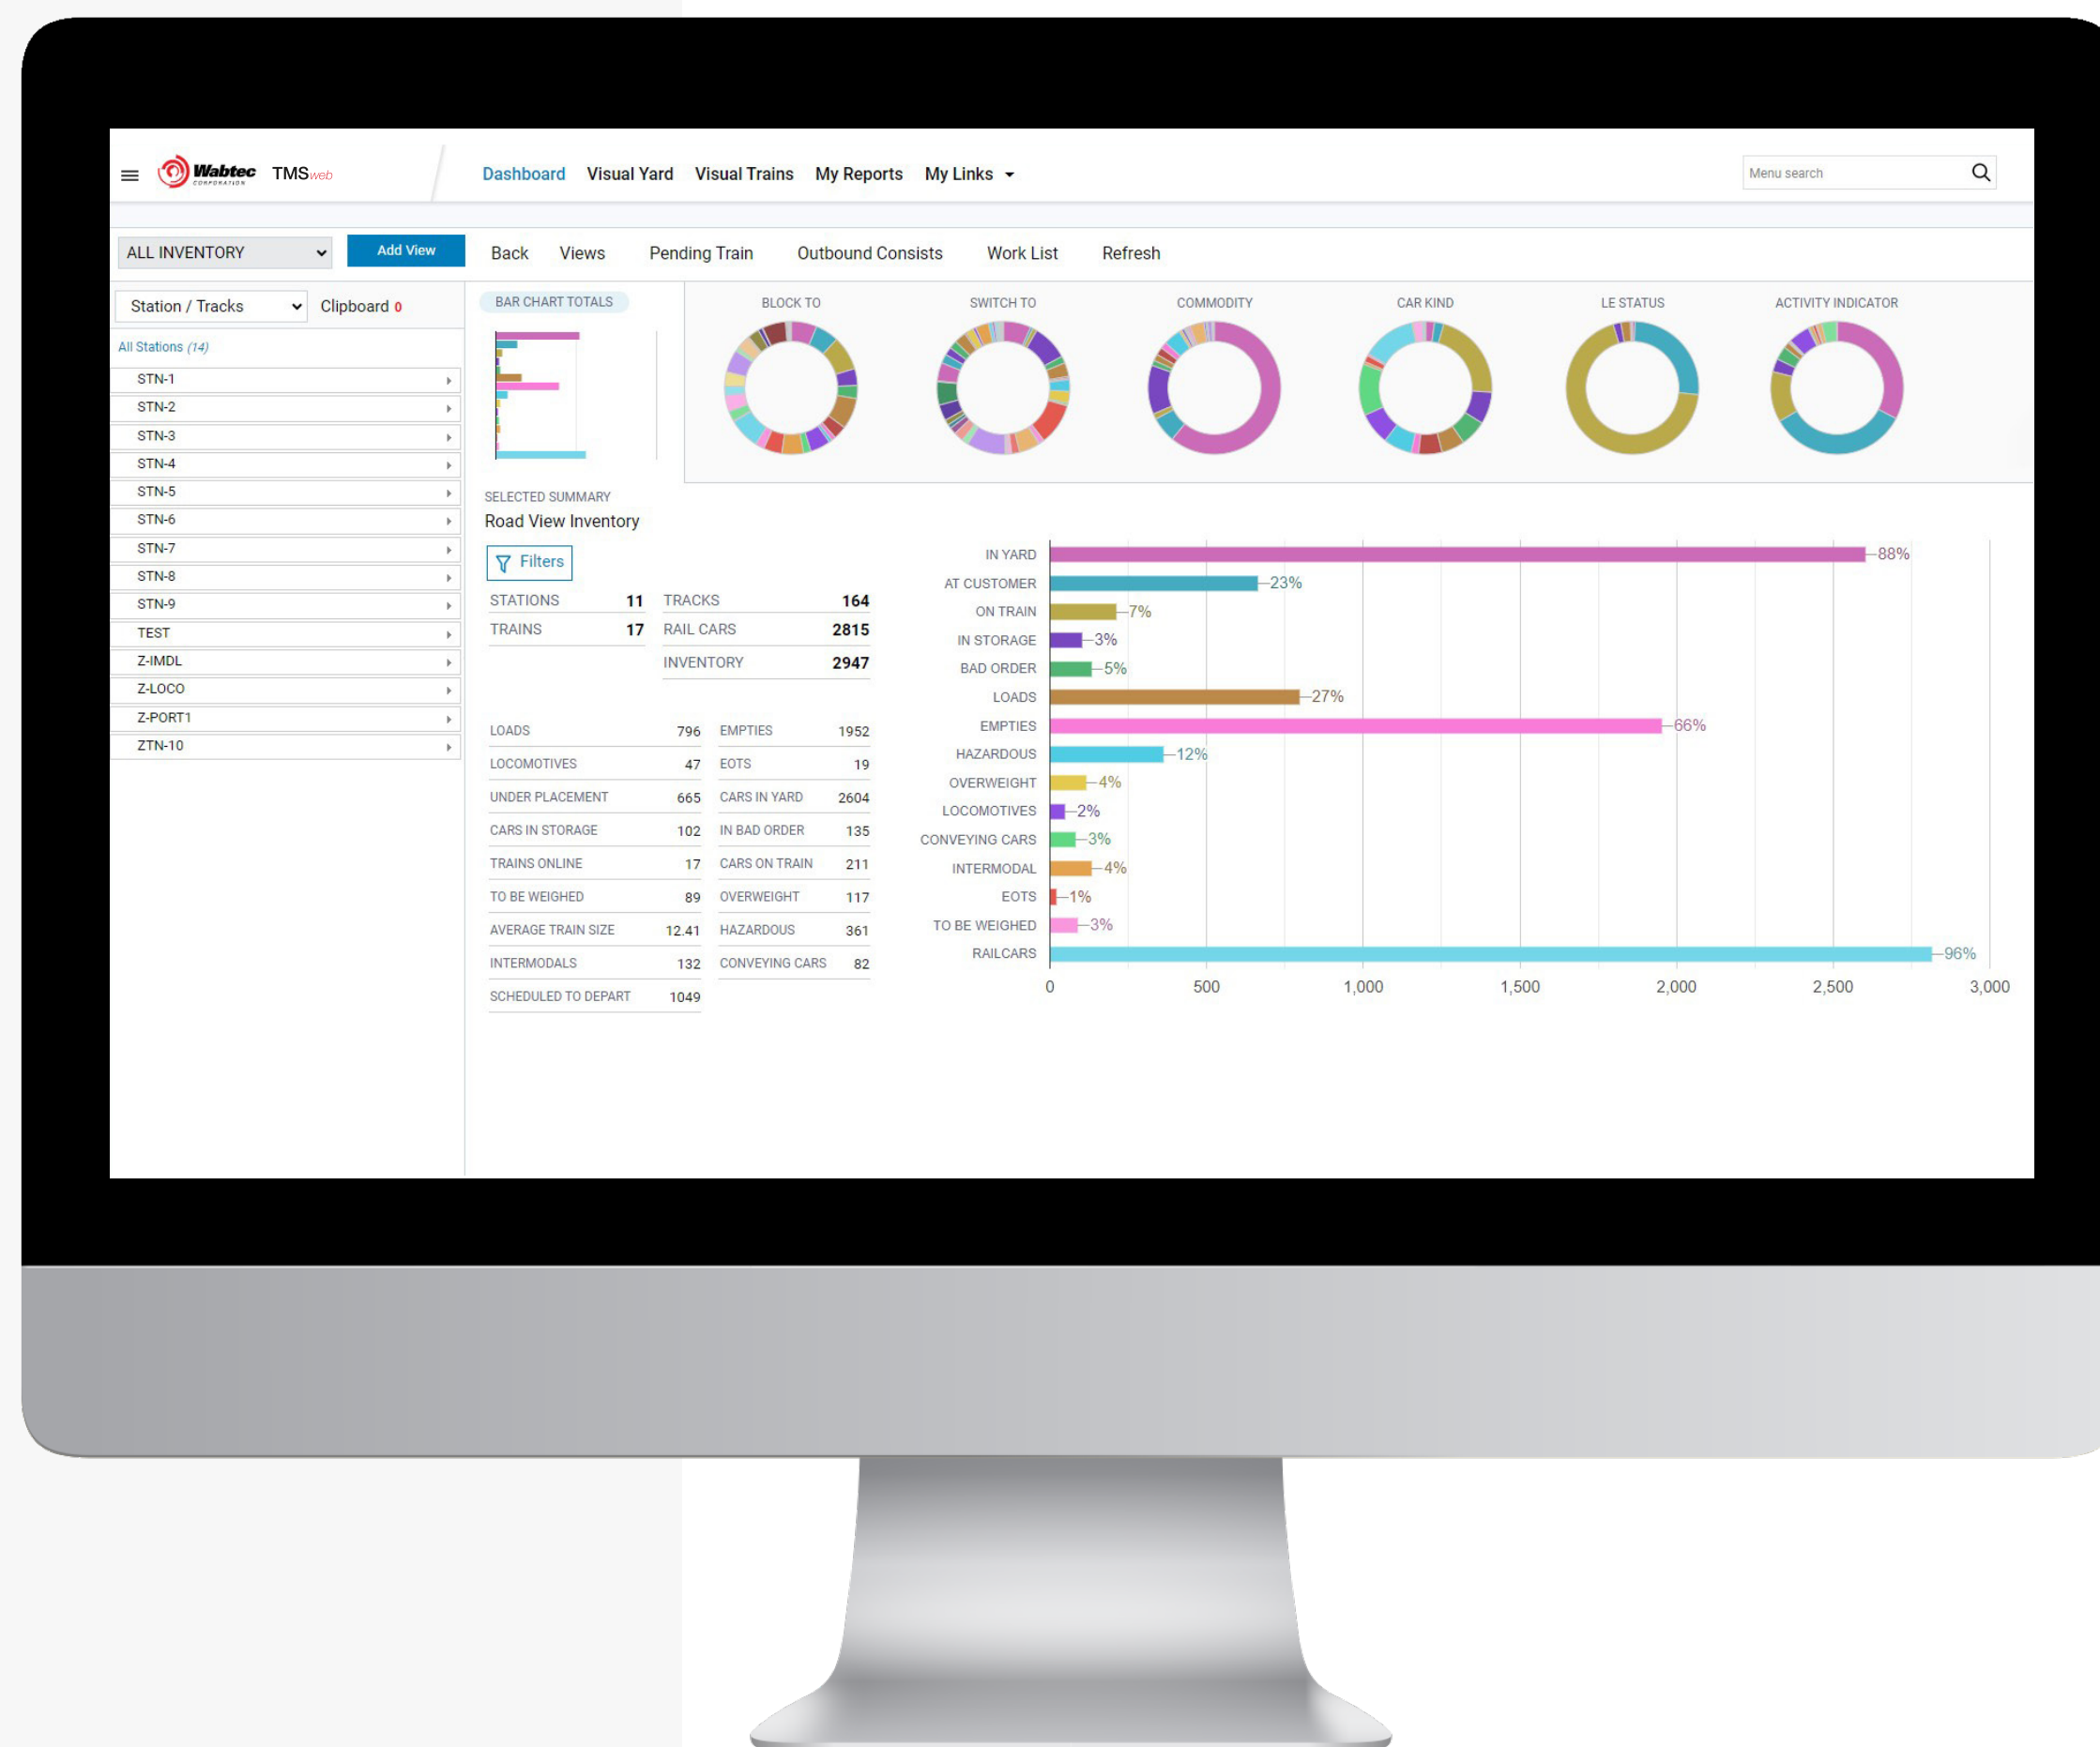 Wabtec CORPORATION TMSweb Dashboard Visual Yard Visual Trains My Reports My Links Menu search
ALL INVENTORY Add View Back Views Pending Train Outbound Consists Work List Refresh
Station / Tracks Clipboard 0
All Stations (14)
STN-1
STN-2
STN-3
STN-4
STN-5
STN-6
STN-7
STN-8
STN-9
TEST
Z-IMDL
Z-LOCO
Z-PORT1
ZTN-10
BAR CHART TOTALS BLOCK TO SWITCH TO COMMODITY CAR KIND LE STATUS ACTIVITY INDICATOR
SELECTED SUMMARY
Road View Inventory
Filters
STATIONS 11 TRACKS 164
TRAINS 17 RAIL CARS 2815
INVENTORY 2947
LOADS 796 EMPTIES 1952
LOCOMOTIVES 47 EOTS 19
UNDER PLACEMENT 665 CARS IN YARD 2604
CARS IN STORAGE 102 IN BAD ORDER 135
TRAINS ONLINE 17 CARS ON TRAIN 211
TO BE WEIGHED 89 OVERWEIGHT 117
AVERAGE TRAIN SIZE 12.41 HAZARDOUS 361
INTERMODALS 132 CONVEYING CARS 82
SCHEDULED TO DEPART 1049
IN YARD 88%
AT CUSTOMER 23%
ON TRAIN 7%
IN STORAGE 3%
BAD ORDER 5%
LOADS 27%
EMPTIES 66%
HAZARDOUS 12%
OVERWEIGHT 4%
LOCOMOTIVES 2%
CONVEYING CARS 3%
INTERMODAL 4%
EOTS 1%
TO BE WEIGHED 3%
RAILCARS 96%
0 500 1,000 1,500 2,000 2,500 3,000